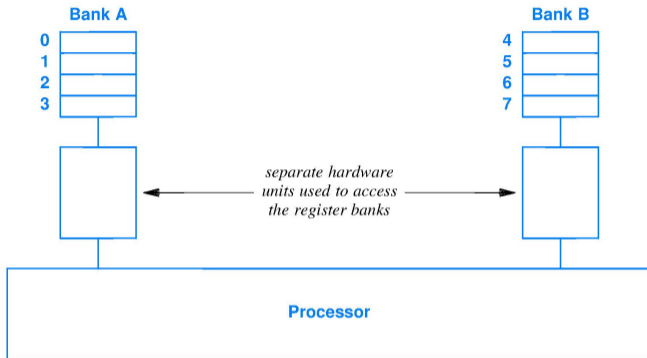 Bank A
Bank B
0
1
2
3
4
5
6
7
separate hardware
units used to access
the register banks
Processor